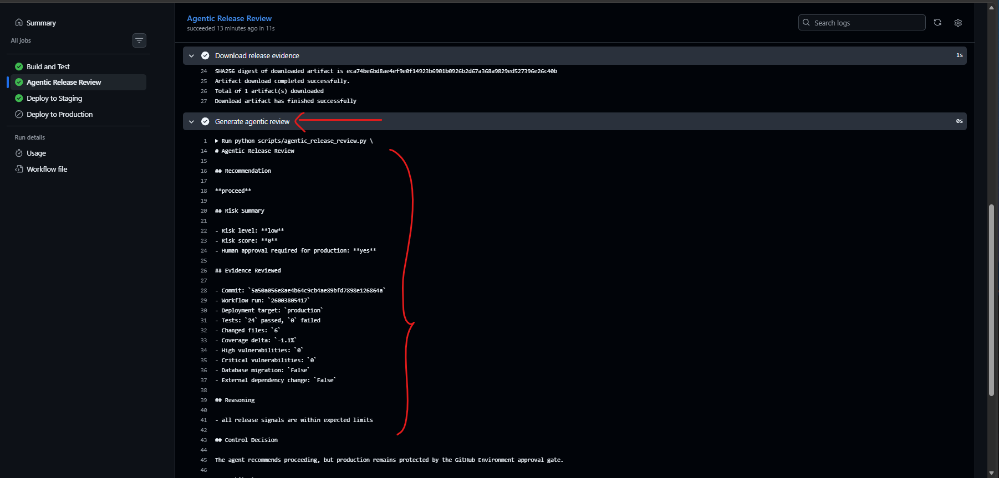 Summary
All jobs
Build and Test
Agentic Release Review
Deploy to Staging
Deploy to Production
Run details
Usage
Workflow file
Agentic Release Review
succeeded 13 minutes ago in 11s
Search logs
Download release evidence 1s
24 SHA256 digest of downloaded artifact is eca74be6bd8ae4ef9e0f14923b6901b0926b2d67a368a9829ed527396e26c40b
25 Artifact download completed successfully.
26 Total of 1 artifact(s) downloaded
27 Download artifact has finished successfully
Generate agentic review 0s
1 ▶ Run python scripts/agentic_release_review.py \
14 # Agentic Release Review
15
16 ## Recommendation
17
18 **proceed**
19
20 ## Risk Summary
21
22 - Risk level: **low**
23 - Risk score: **0**
24 - Human approval required for production: **yes**
25
26 ## Evidence Reviewed
27
28 - Commit: `5a50a056e8ae4b64c9cb4ae89bfd7898e126864a`
29 - Workflow run: `26003805417`
30 - Deployment target: `production`
31 - Tests: `24` passed, `0` failed
32 - Changed files: `6`
33 - Coverage delta: `-1.1%`
34 - High vulnerabilities: `0`
35 - Critical vulnerabilities: `0`
36 - Database migration: `False`
37 - External dependency change: `False`
38
39 ## Reasoning
40
41 - all release signals are within expected limits
42
43 ## Control Decision
44
45 The agent recommends proceeding, but production remains protected by the GitHub Environment approval gate.
46